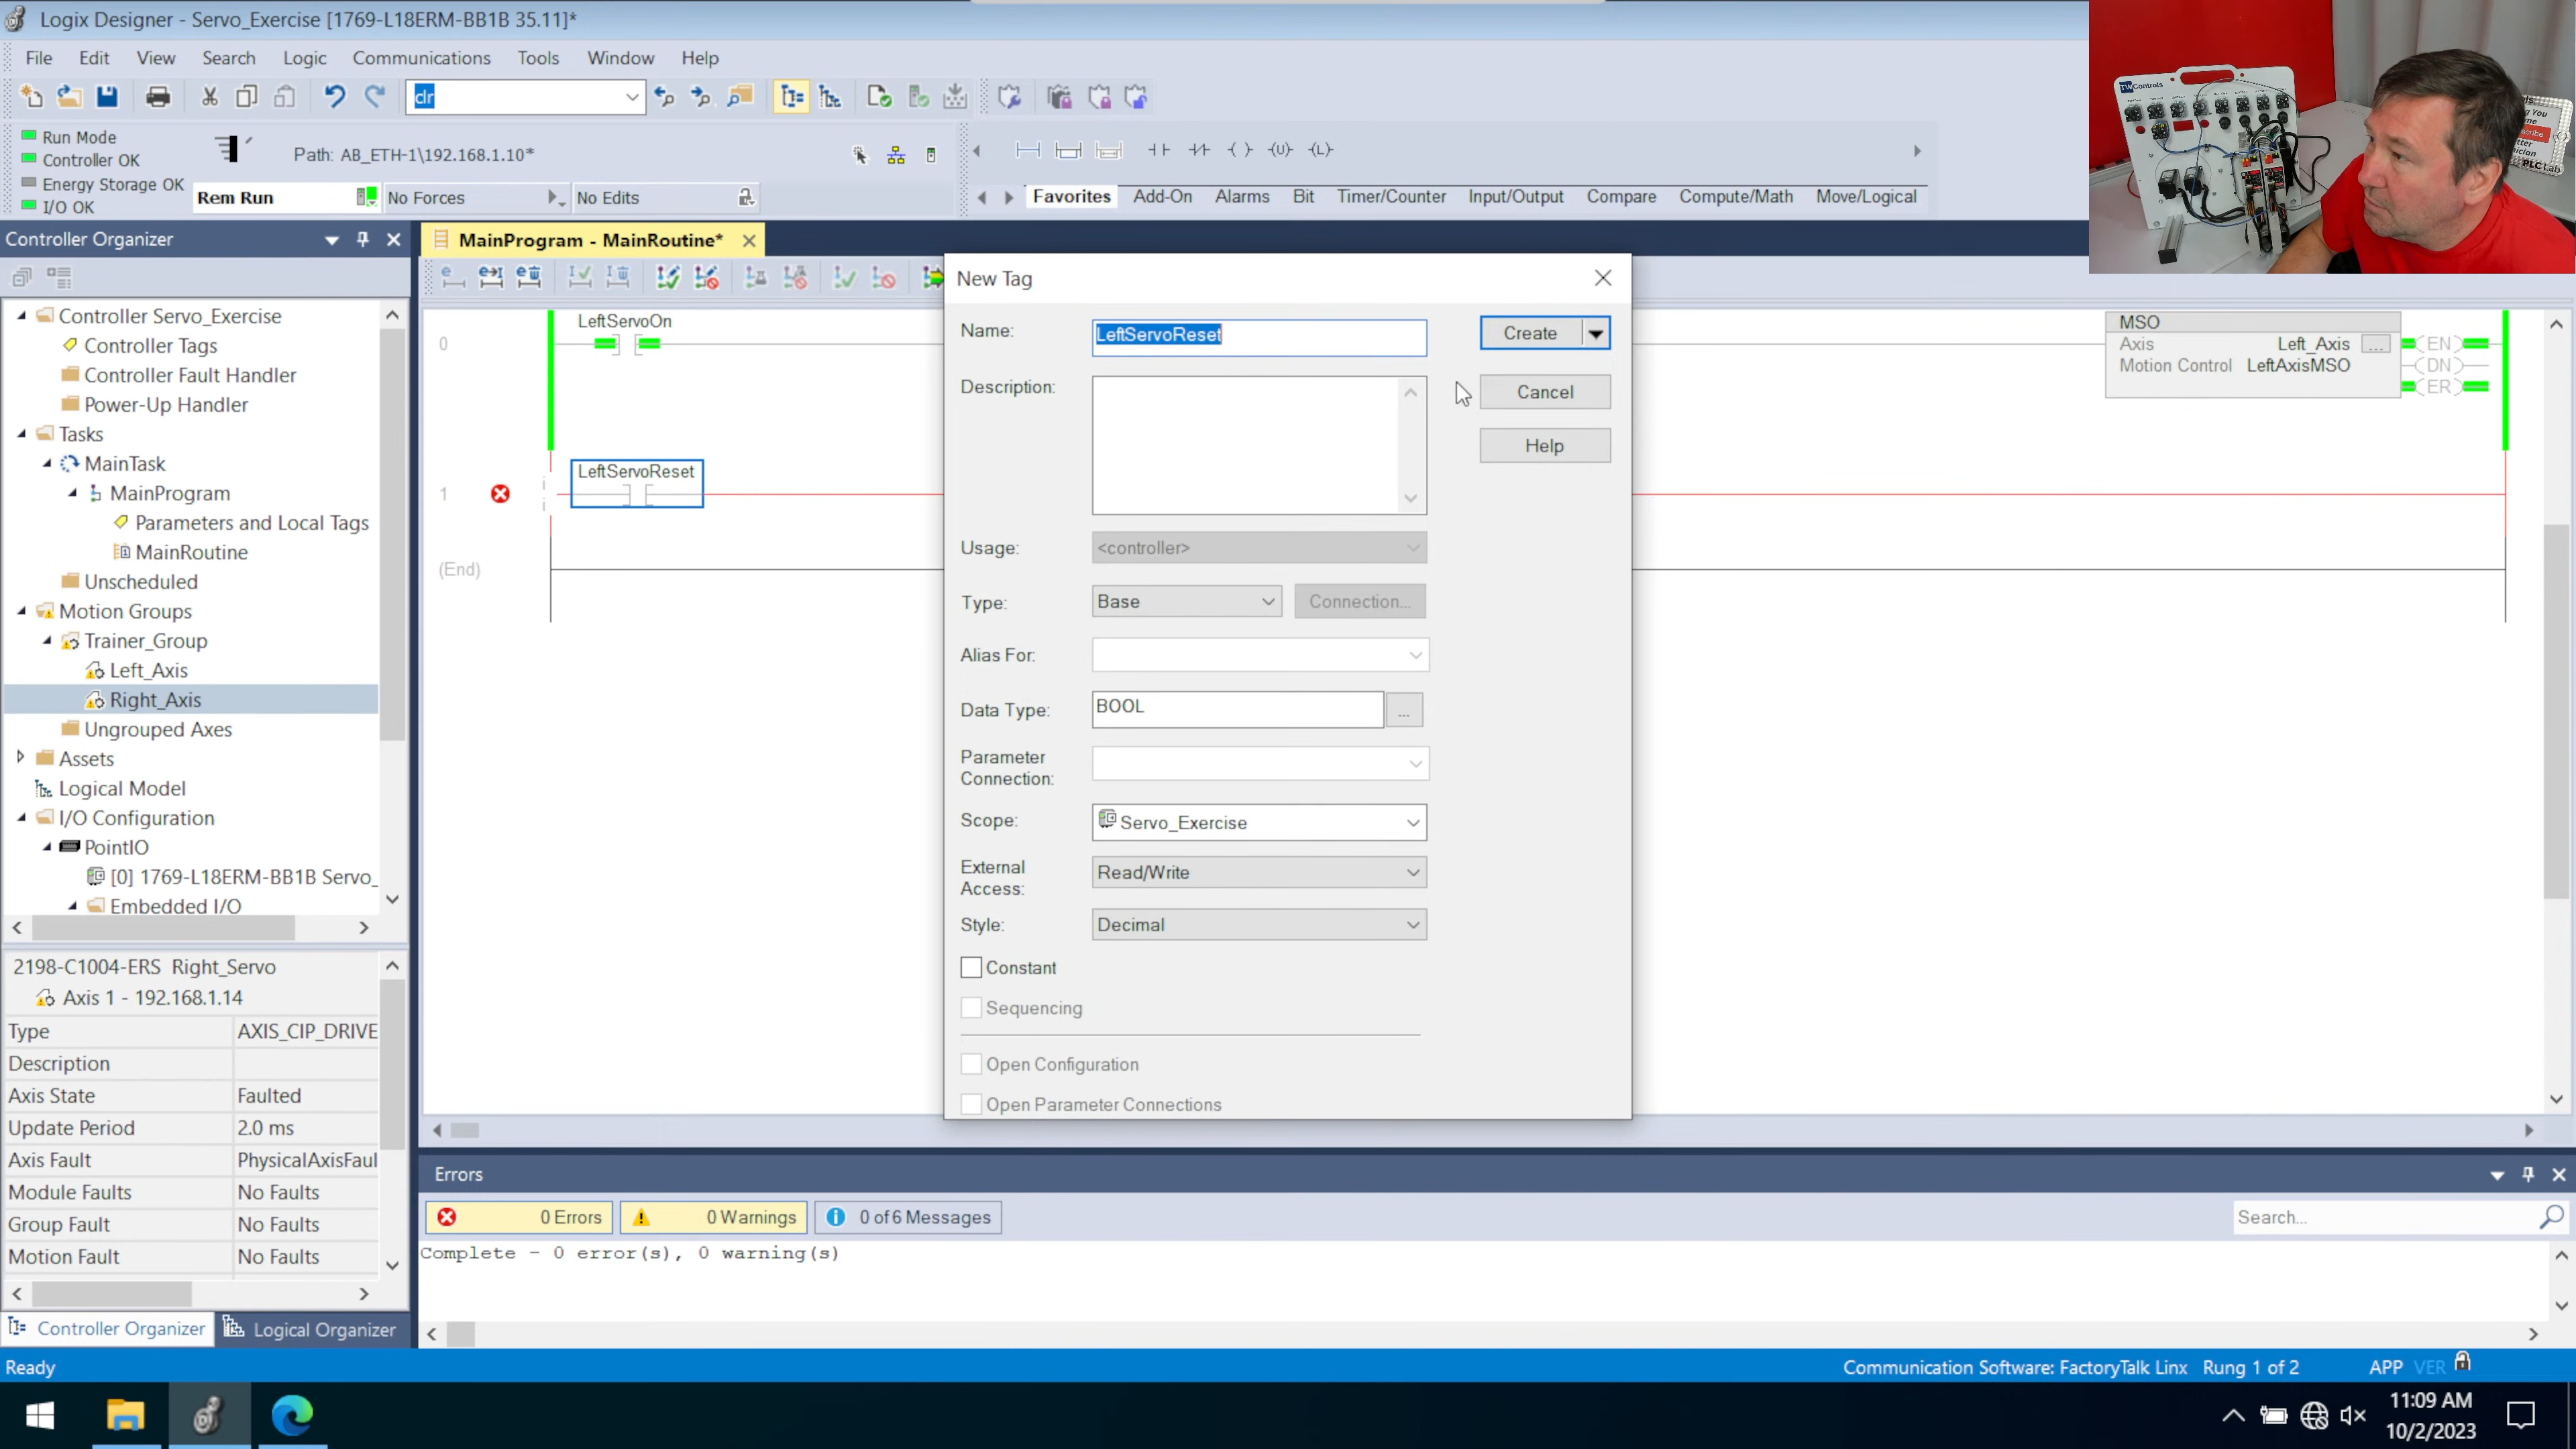 Logix Designer - Servo_Exercise [1769-L18ERM-BB1B 35.11]*
File Edit View Search Logic Communications Tools Window Help
clr
Run Mode
Controller OK
Energy Storage OK
I/O OK
Path: AB_ETH-1\192.168.1.10*
Rem Run
No Forces
No Edits
Favorites Add-On Alarms Bit Timer/Counter Input/Output Compare Compute/Math Move/Logical
TWControls
PLC Lab
Controller Organizer
Controller Servo_Exercise
Controller Tags
Controller Fault Handler
Power-Up Handler
Tasks
MainTask
MainProgram
Parameters and Local Tags
MainRoutine
Unscheduled
Motion Groups
Trainer_Group
Left_Axis
Right_Axis
Ungrouped Axes
Assets
Logical Model
I/O Configuration
PointIO
[0] 1769-L18ERM-BB1B Servo_
Embedded I/O
2198-C1004-ERS Right_Servo
Axis 1 - 192.168.1.14
Type AXIS_CIP_DRIVE
Description
Axis State Faulted
Update Period 2.0 ms
Axis Fault PhysicalAxisFaul
Module Faults No Faults
Group Fault No Faults
Motion Fault No Faults
Controller Organizer
Logical Organizer
MainProgram - MainRoutine*
0
LeftServoOn
MSO
Axis Left_Axis ...
Motion Control LeftAxisMSO
EN
DN
ER
1
LeftServoReset
(End)
New Tag
Name: LeftServoReset
Create
Description:
Cancel
Help
Usage: <controller>
Type: Base
Connection...
Alias For:
Data Type: BOOL ...
Parameter
Connection:
Scope: Servo_Exercise
External
Access:
Read/Write
Style: Decimal
Constant
Sequencing
Open Configuration
Open Parameter Connections
Errors
0 Errors
0 Warnings
0 of 6 Messages
Search...
Complete - 0 error(s), 0 warning(s)
Ready
Communication Software: FactoryTalk Linx
Rung 1 of 2
APP VER
11:09 AM
10/2/2023